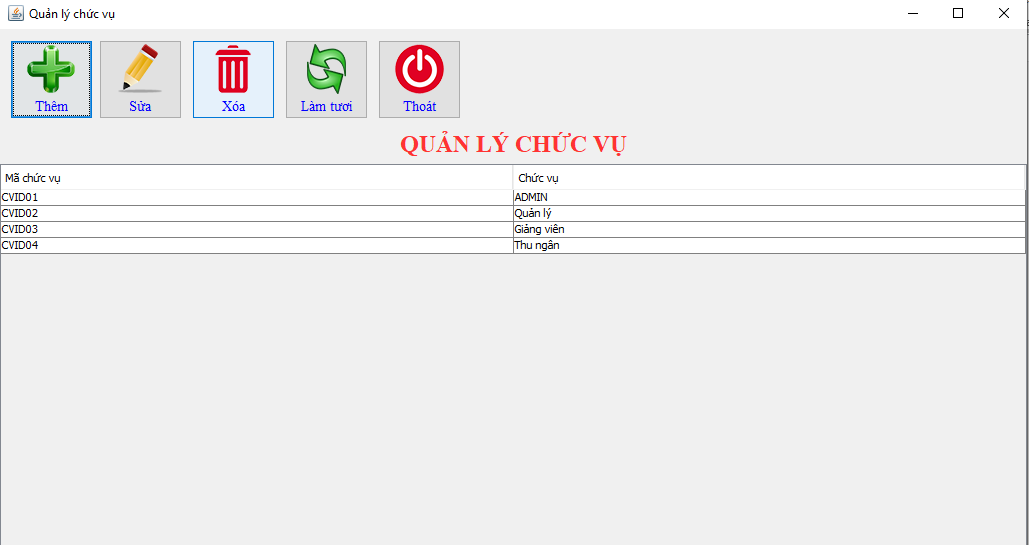 Quản lý chức vụ
Thêm Sửa Xóa Làm tươi Thoát
QUẢN LÝ CHỨC VỤ
Mã chức vụ Chức vụ
CVID01 ADMIN
CVID02 Quản lý
CVID03 Giảng viên
CVID04 Thu ngân